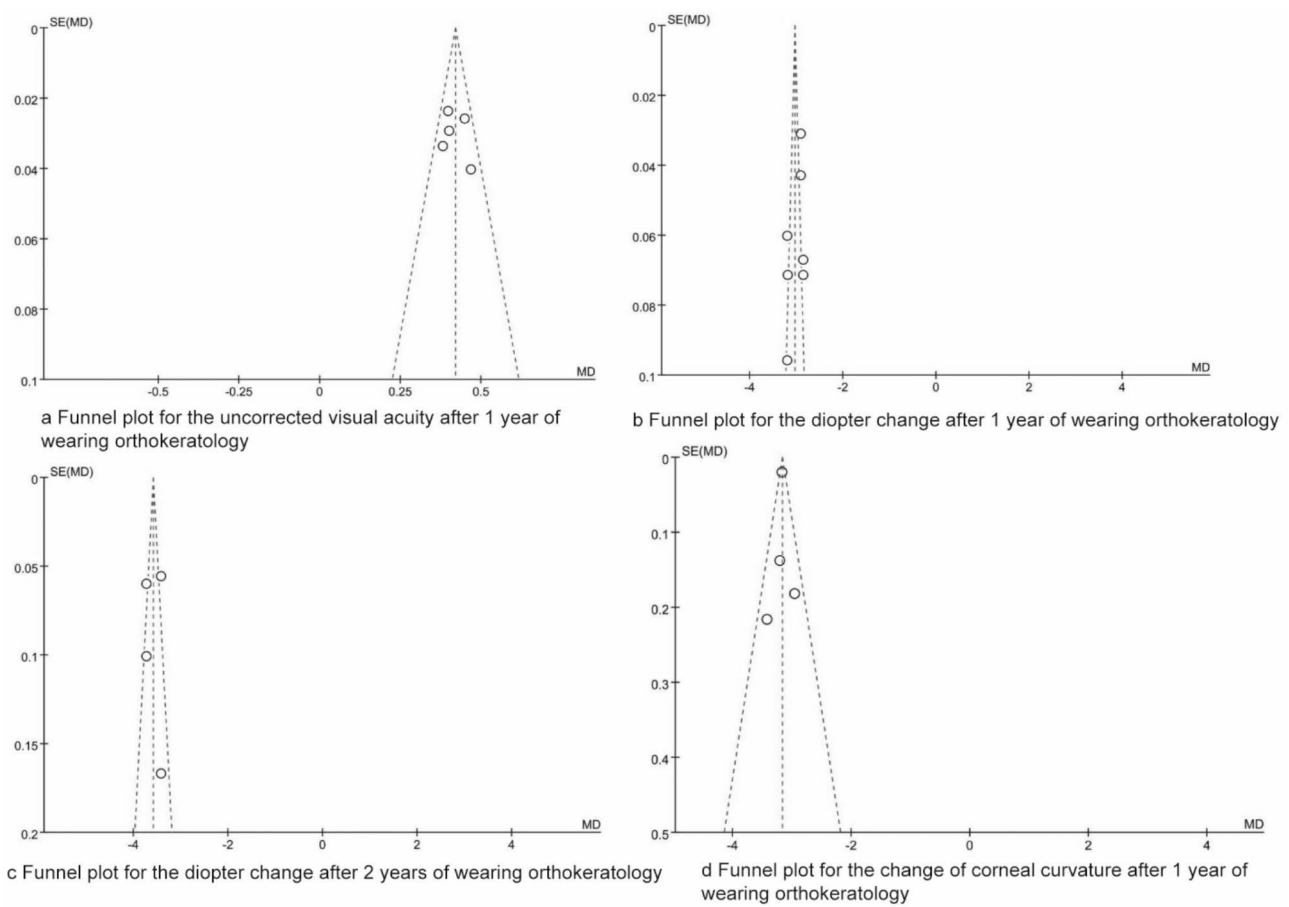 SE(MD)
0
0.02
0.04
0.06
0.08
0.1
-0.5 -0.25 0 0.25 0.5
MD
a Funnel plot for the uncorrected visual acuity after 1 year of
wearing orthokeratology
SE(MD)
0
0.02
0.04
0.06
0.08
0.1
-4 -2 0 2 4
MD
b Funnel plot for the diopter change after 1 year of wearing orthokeratology
SE(MD)
0
0.05
0.1
0.15
0.2
-4 -2 0 2 4
MD
c Funnel plot for the diopter change after 2 years of wearing orthokeratology
SE(MD)
0
0.1
0.2
0.3
0.4
0.5
-4 -2 0 2 4
MD
d Funnel plot for the change of corneal curvature after 1 year of
wearing orthokeratology